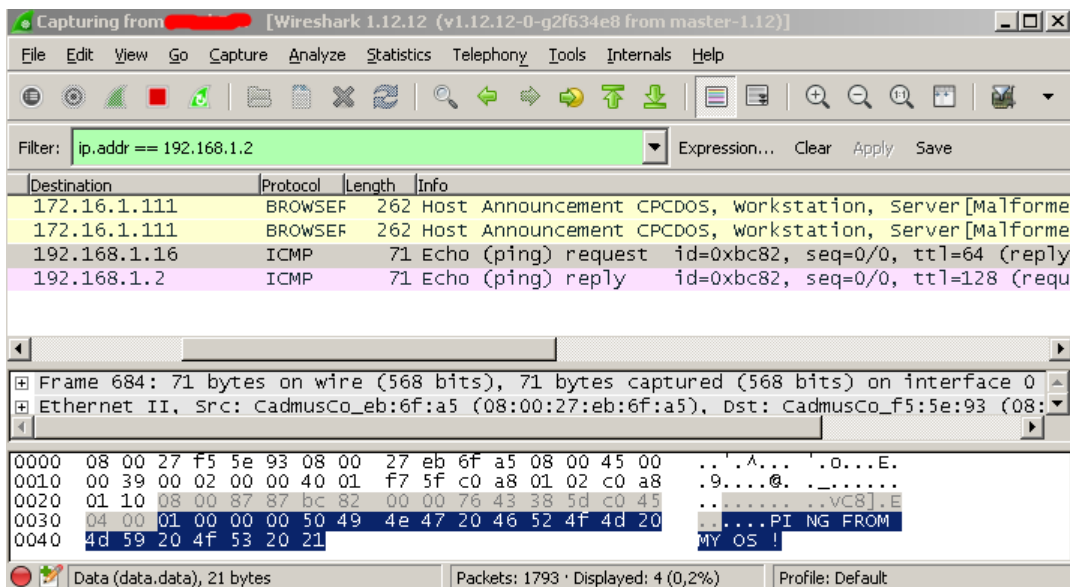 Capturing from [Wireshark 1.12.12 (v1.12.12-0-g2f634e8 from master-1.12)]
File Edit View Go Capture Analyze Statistics Telephony Tools Internals Help
Filter: ip.addr == 192.168.1.2 Expression... Clear Apply Save
Destination Protocol Length Info
172.16.1.111 BROWSER 262 Host Announcement CPCDOS, Workstation, Server[Malforme
172.16.1.111 BROWSER 262 Host Announcement CPCDOS, Workstation, Server[Malforme
192.168.1.16 ICMP 71 Echo (ping) request id=0xbc82, seq=0/0, ttl=64 (reply
192.168.1.2 ICMP 71 Echo (ping) reply id=0xbc82, seq=0/0, ttl=128 (requ
Frame 684: 71 bytes on wire (568 bits), 71 bytes captured (568 bits) on interface 0
Ethernet II, Src: CadmusCo_eb:6f:a5 (08:00:27:eb:6f:a5), Dst: CadmusCo_f5:5e:93 (08:
0000 08 00 27 f5 5e 93 08 00 27 eb 6f a5 08 00 45 00 ..'.^... '.o...E.
0010 00 39 00 02 00 00 40 01 f7 5f c0 a8 01 02 c0 a8 .9....@. ._......
0020 01 10 08 00 87 87 bc 82 00 00 76 43 38 5d c0 45 ........ ..vC8].E
0030 04 00 01 00 00 00 50 49 4e 47 20 46 52 4f 4d 20 ......PI NG FROM
0040 4d 59 20 4f 53 20 21 MY OS !
Data (data.data), 21 bytes Packets: 1793 · Displayed: 4 (0,2%) Profile: Default